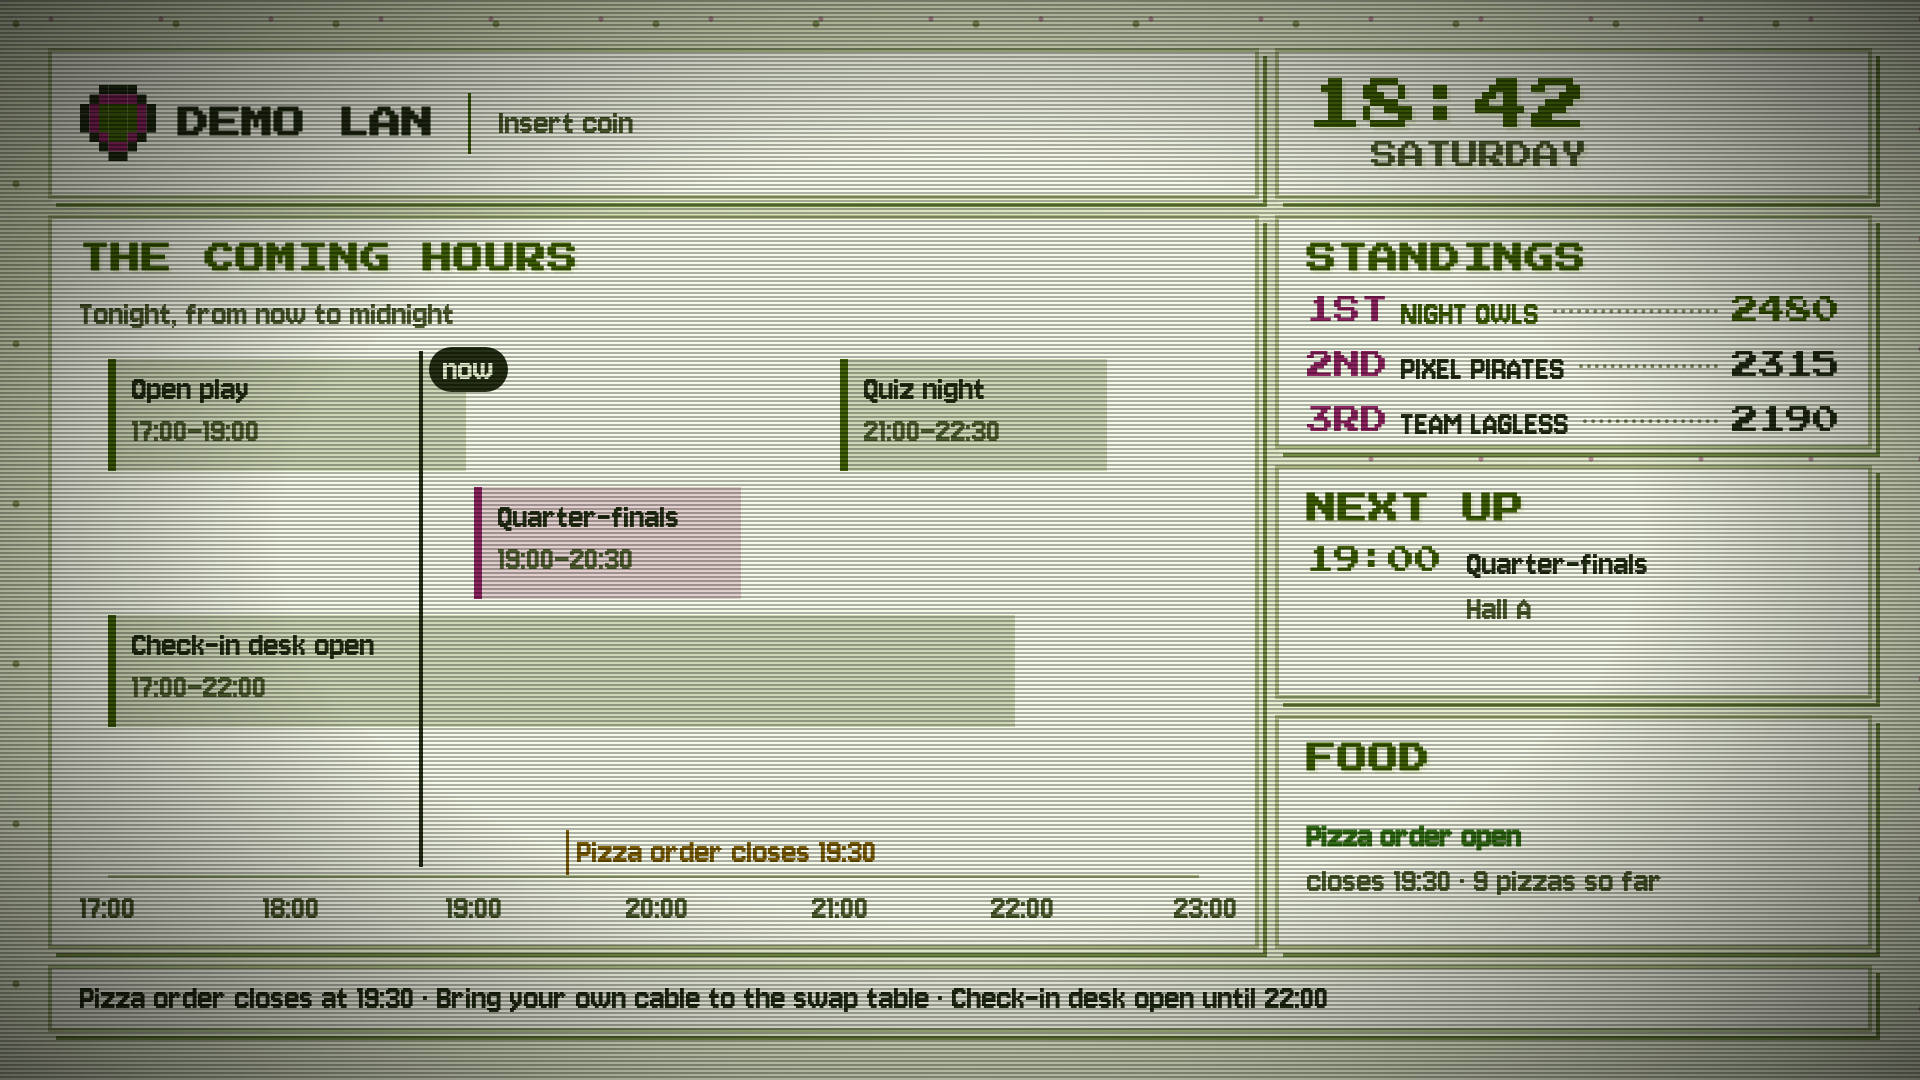 DEMO LAN
Insert coin
18:42
SATURDAY
THE COMING HOURS
Tonight, from now to midnight
now
Open play
17:00–19:00
Quiz night
21:00–22:30
Quarter-finals
19:00–20:30
Check-in desk open
17:00–22:00
Pizza order closes 19:30
17:00 18:00 19:00 20:00 21:00 22:00 23:00
STANDINGS
1ST NIGHT OWLS 2480
2ND PIXEL PIRATES 2315
3RD TEAM LAGLESS 2190
NEXT UP
19:00 Quarter-finals
Hall A
FOOD
Pizza order open
closes 19:30 · 9 pizzas so far
Pizza order closes at 19:30 · Bring your own cable to the swap table · Check-in desk open until 22:00